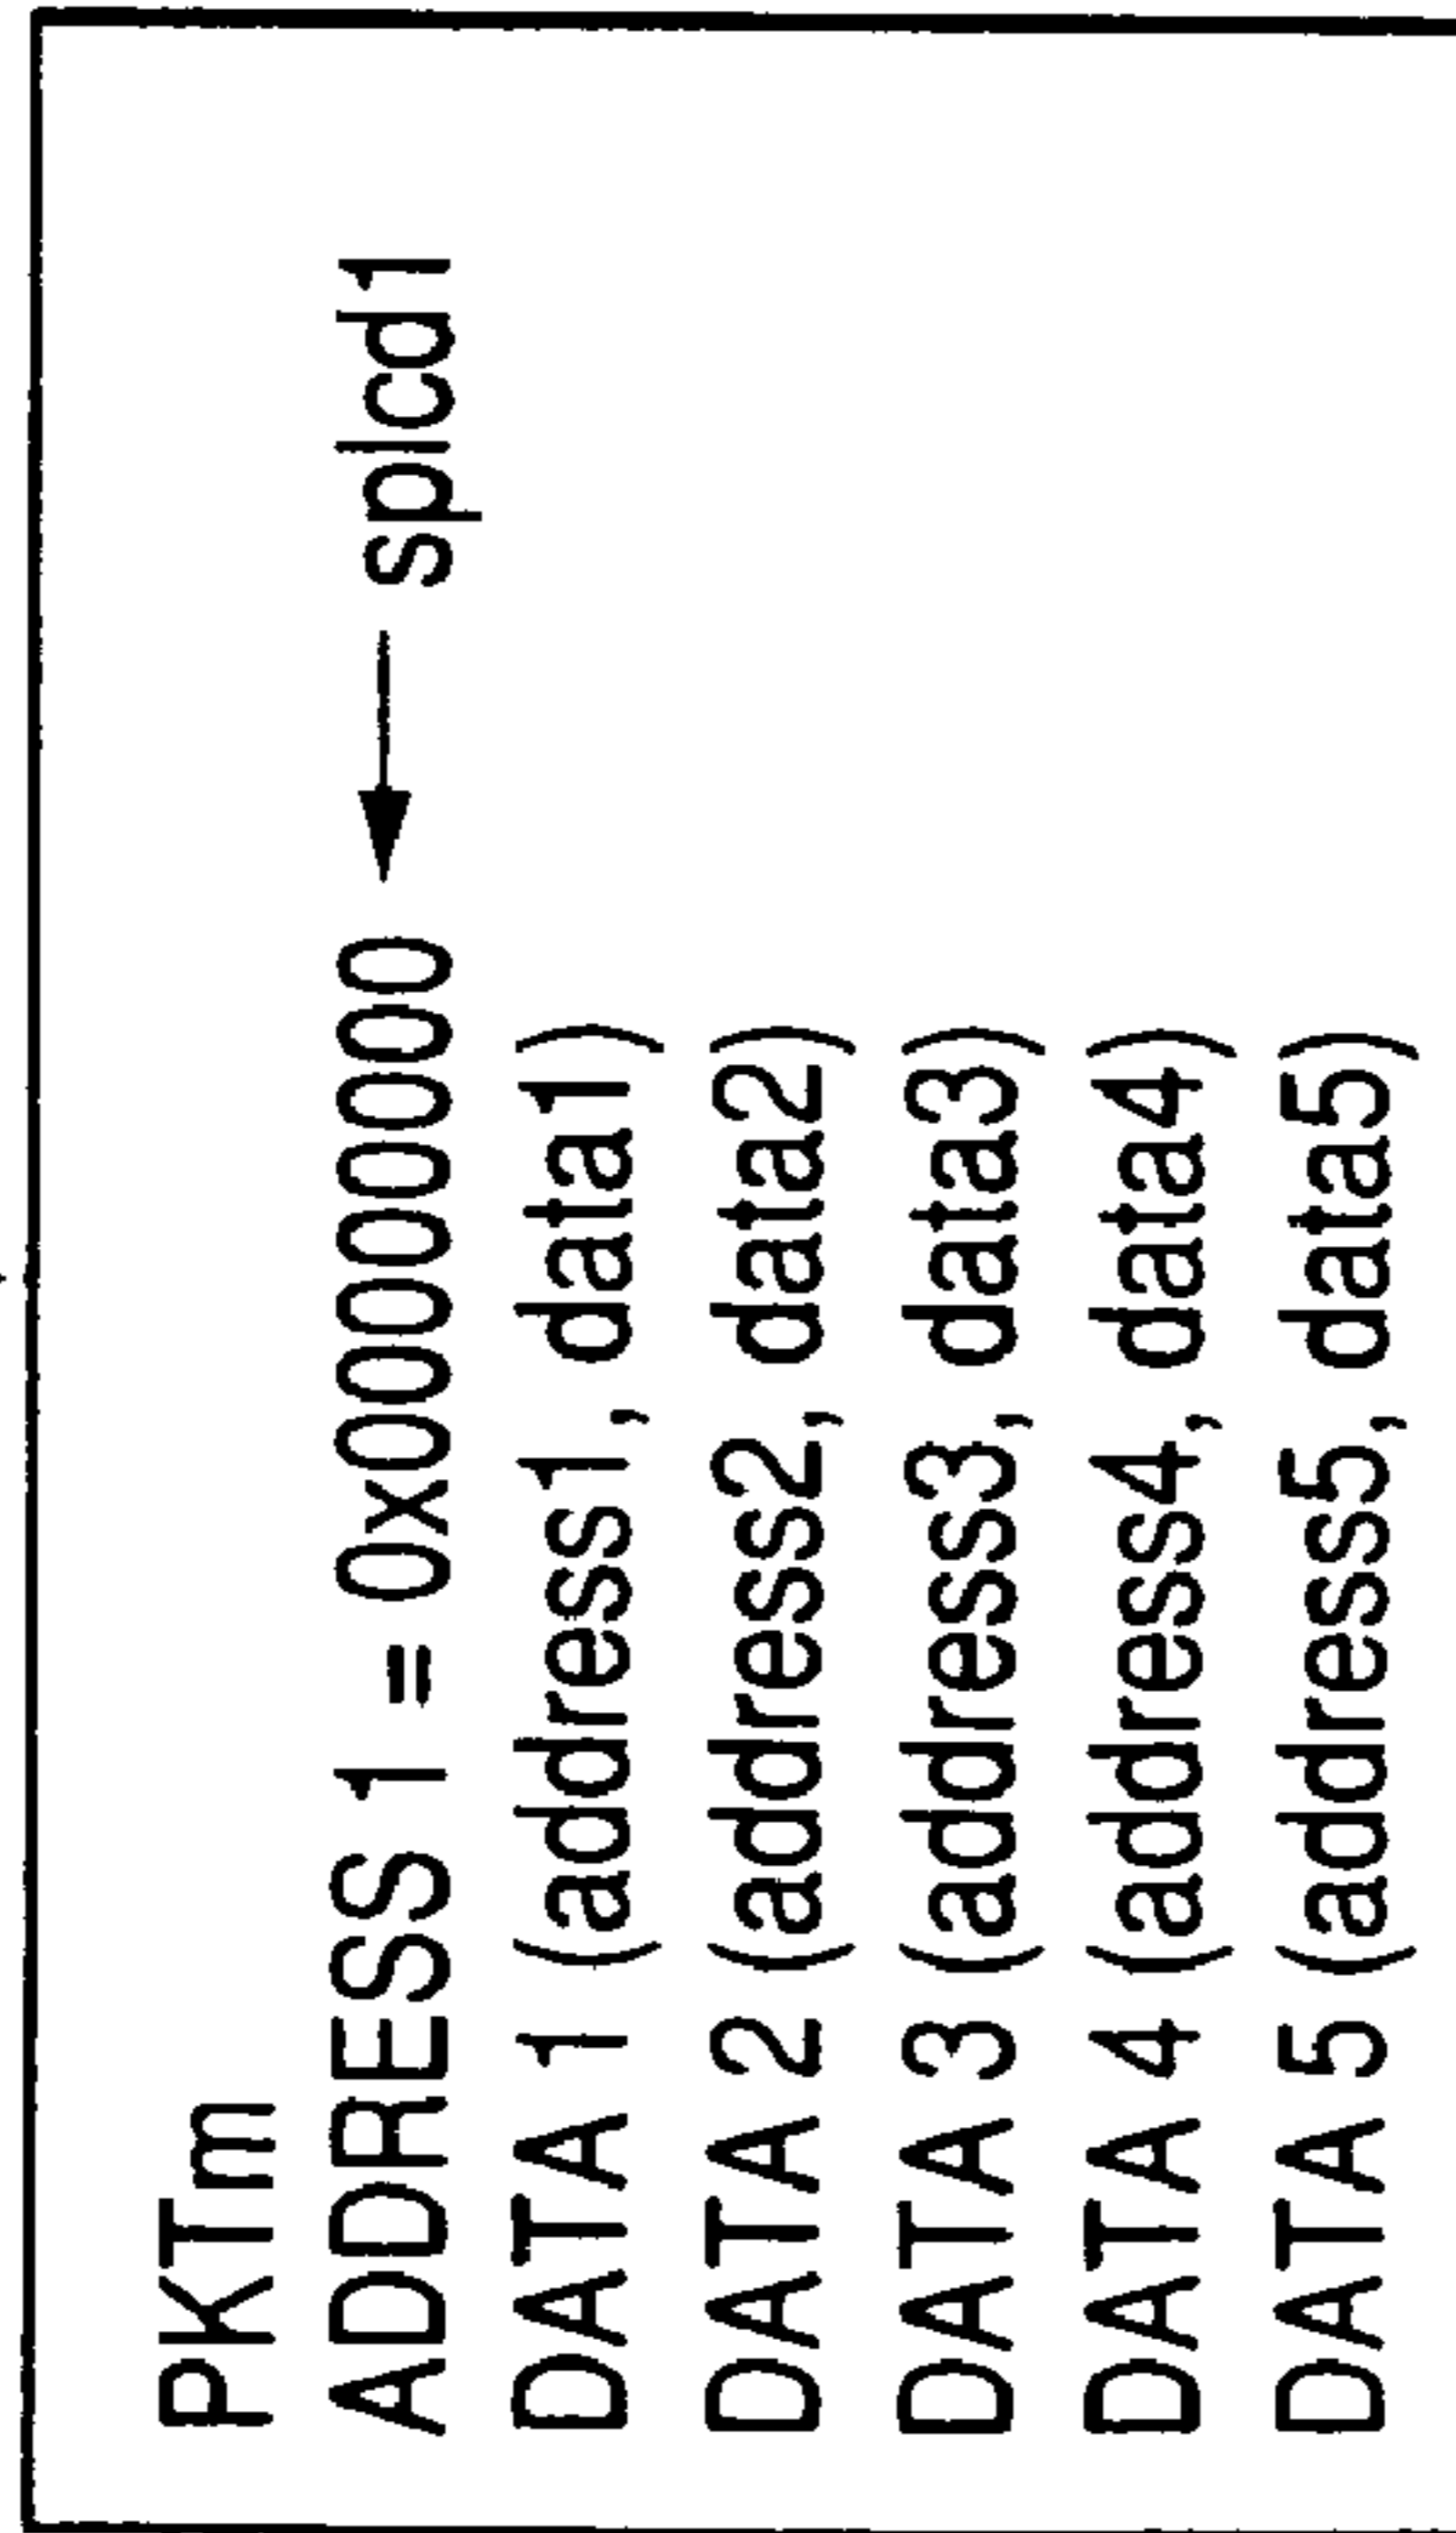 PKTm
ADDRESS 1 = 0x00000000 ← splcd1
DATA 1 (address1, data1)
DATA 2 (address2, data2)
DATA 3 (address3, data3)
DATA 4 (address4, data4)
DATA 5 (address5, data5)